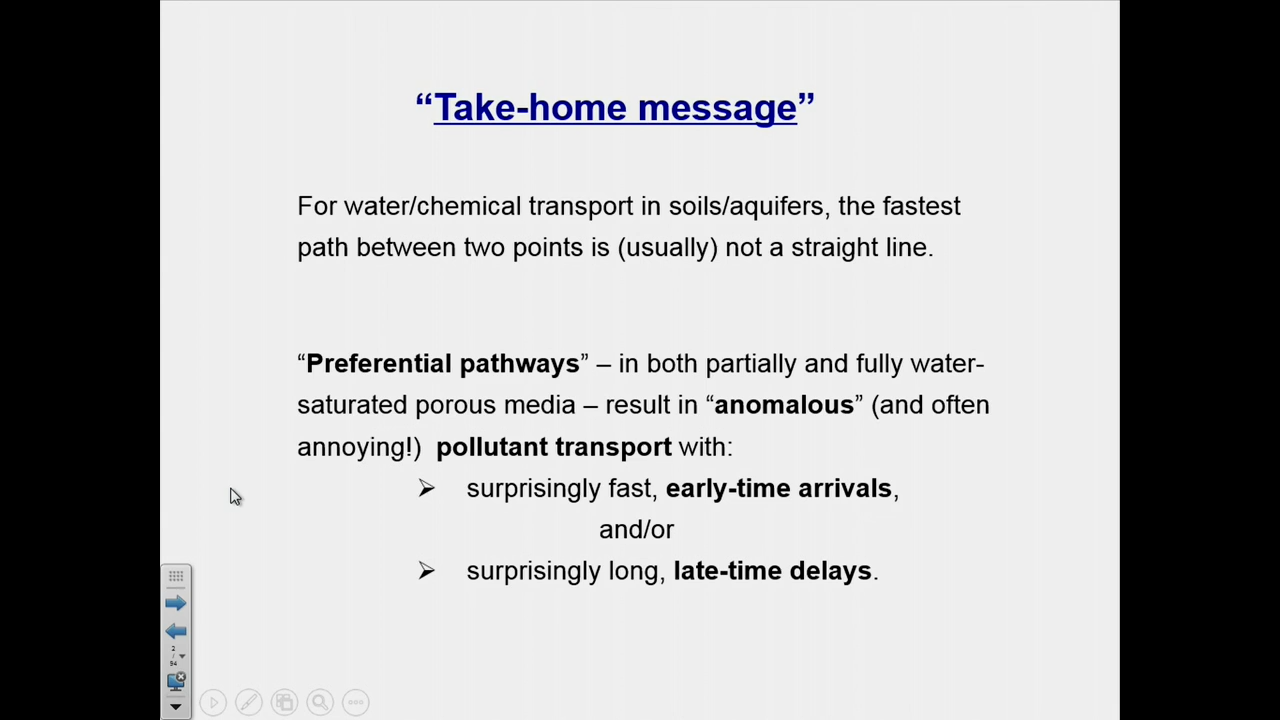 “Take-home message”
For water/chemical transport in soils/aquifers, the fastest
path between two points is (usually) not a straight line.
“Preferential pathways” – in both partially and fully water-
saturated porous media – result in “anomalous” (and often
annoying!) pollutant transport with:
➢ surprisingly fast, early-time arrivals,
and/or
➢ surprisingly long, late-time delays.
2
/
94